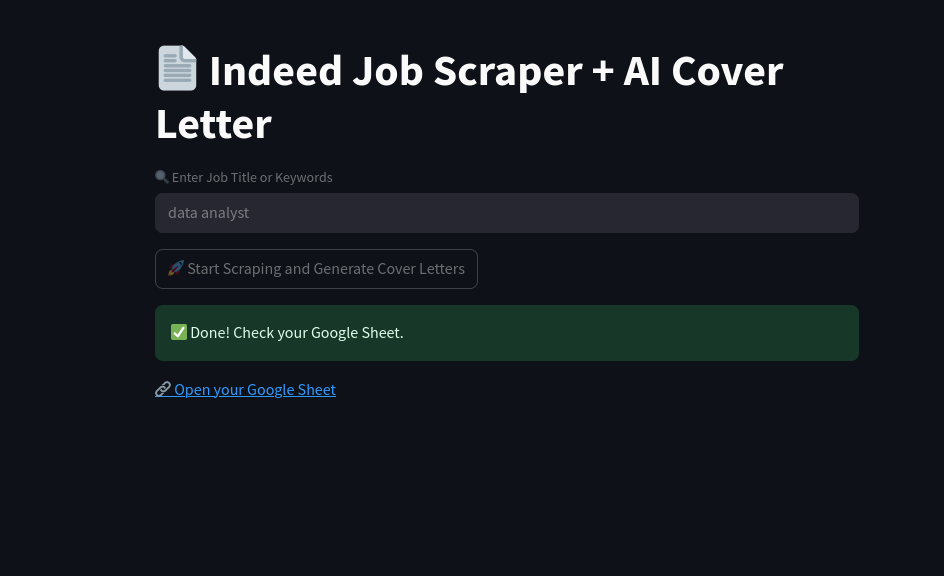 📄 Indeed Job Scraper + AI Cover
Letter
🔍 Enter Job Title or Keywords
data analyst
🚀 Start Scraping and Generate Cover Letters
✅ Done! Check your Google Sheet.
🔗 Open your Google Sheet